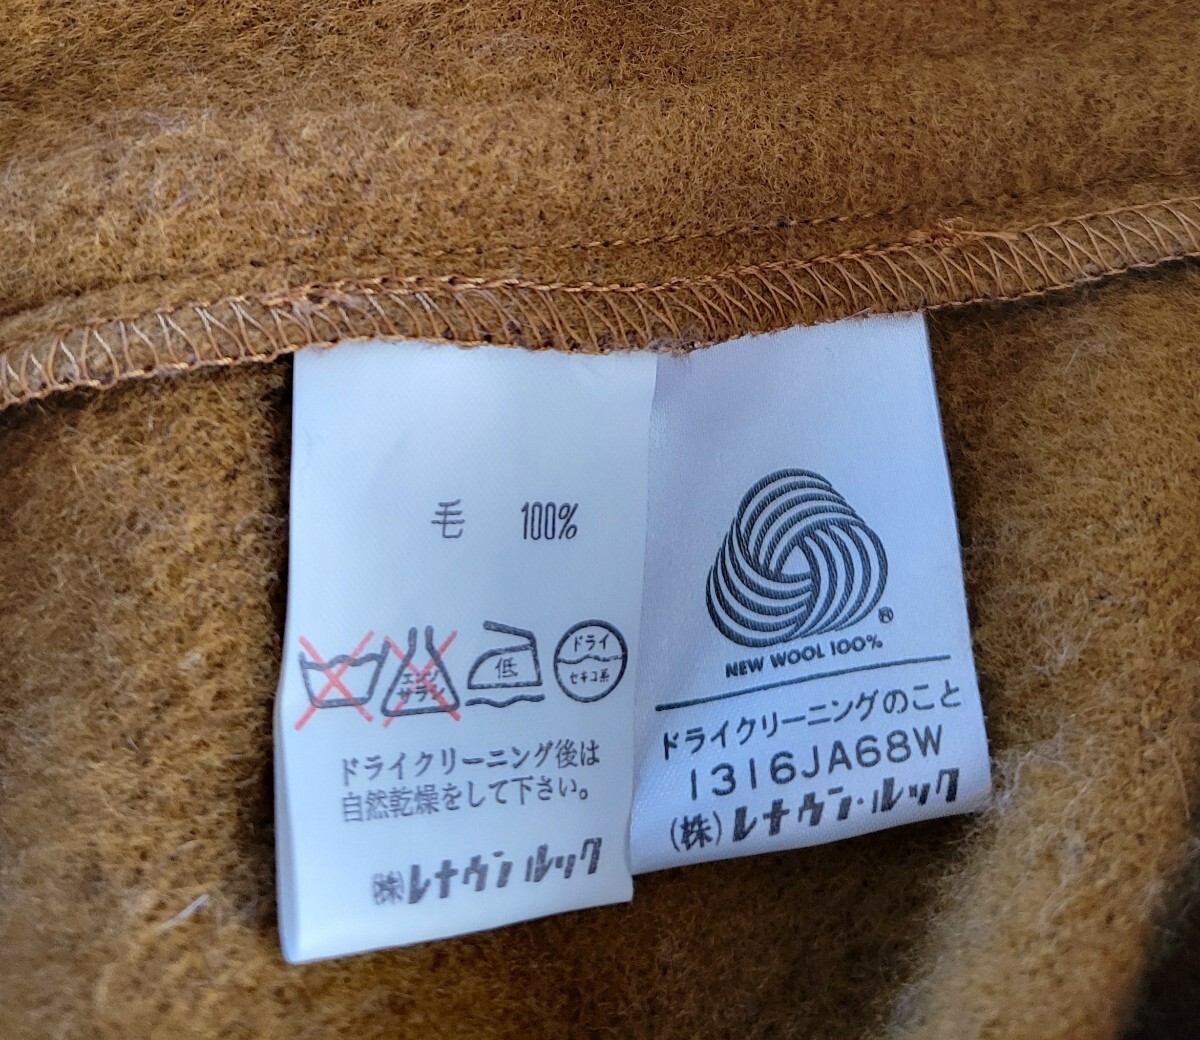 毛 100%
エンソ
サラシ
低
ドライ
セキユ系
ドライクリーニング後は
自然乾燥をして下さい。
㈱レナウンルック
®
NEW WOOL 100%
ドライクリーニングのこと
1316JA68W
(株)レナウン・ルック